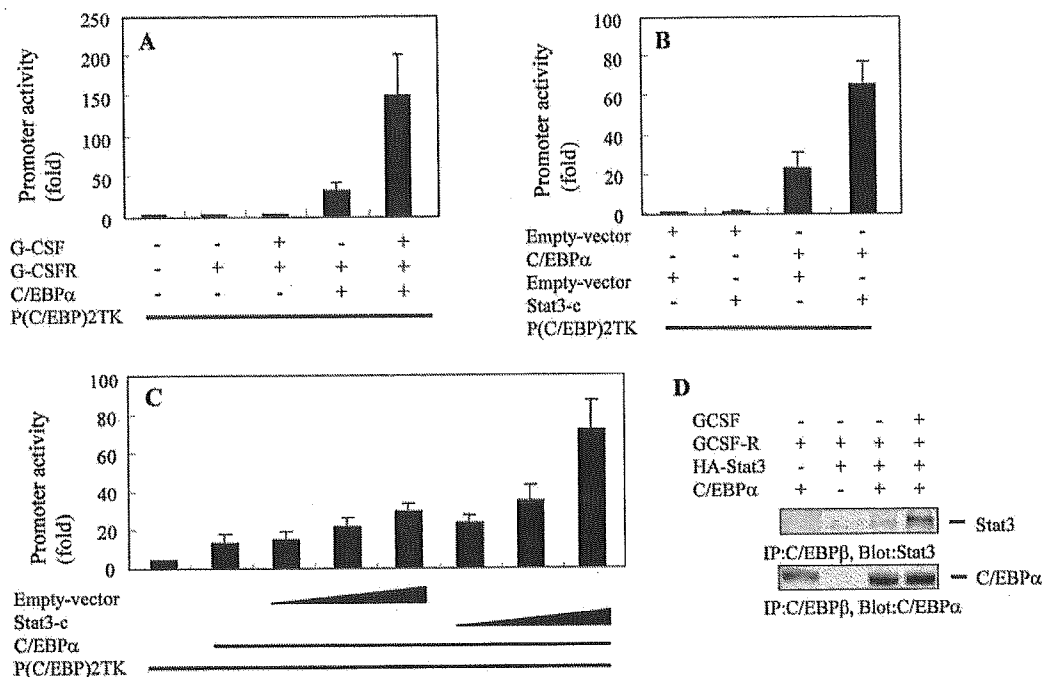 A
Promoter activity
(fold)
250
200
150
100
50
0
G-CSF - - + - +
G-CSFR - + + + +
C/EBPα - - - + +
P(C/EBP)2TK
B
Promoter activity
(fold)
100
80
60
40
20
0
Empty-vector + + - -
C/EBPα - - + +
Empty-vector + - + -
Stat3-c - + - +
P(C/EBP)2TK
C
Promoter activity
(fold)
100
80
60
40
20
0
Empty-vector
Stat3-c
C/EBPα
P(C/EBP)2TK
D
GCSF - - - +
GCSF-R + + + +
HA-Stat3 - + + +
C/EBPα + - + +
Stat3
IP:C/EBPβ, Blot:Stat3
C/EBPα
IP:C/EBPβ, Blot:C/EBPα